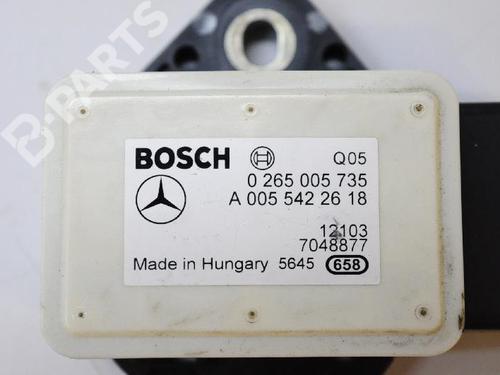 B-PARTS
BOSCH Q05
0 265 005 735
A 005 542 26 18
12103
7048877
Made in Hungary 5645 658